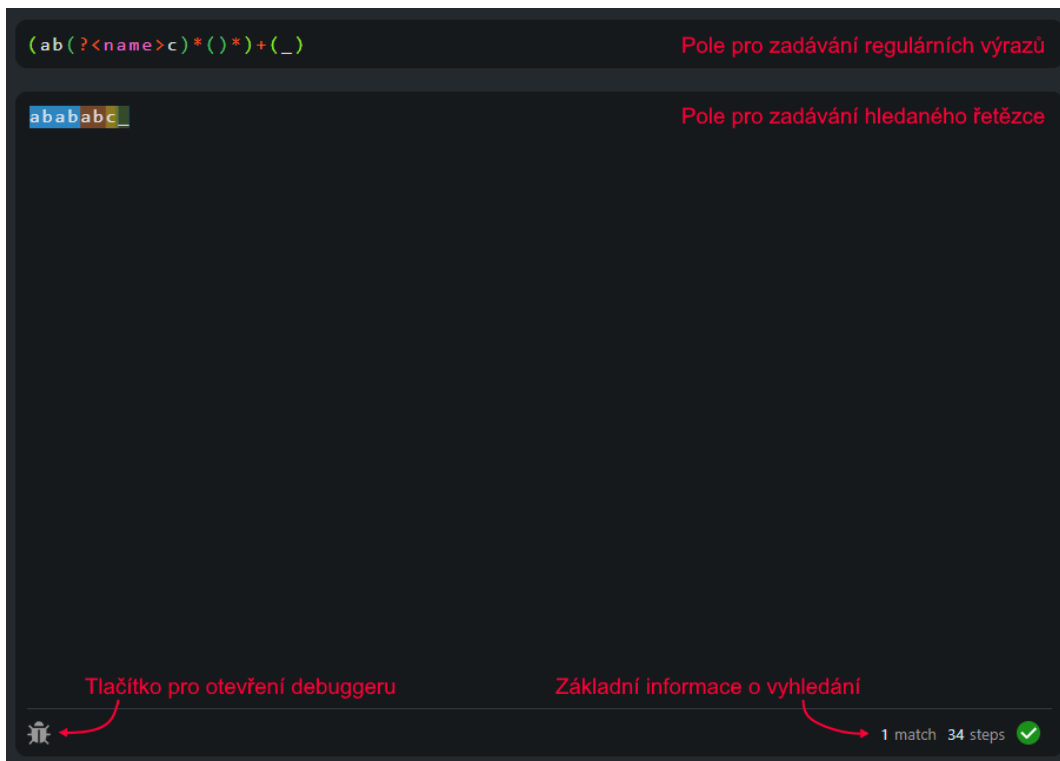 (ab(?<name>c)*()*)+(_)
Pole pro zadávání regulárních výrazů
abababc_
Pole pro zadávání hledaného řetězce
Tlačítko pro otevření debuggeru
Základní informace o vyhledání
1 match 34 steps